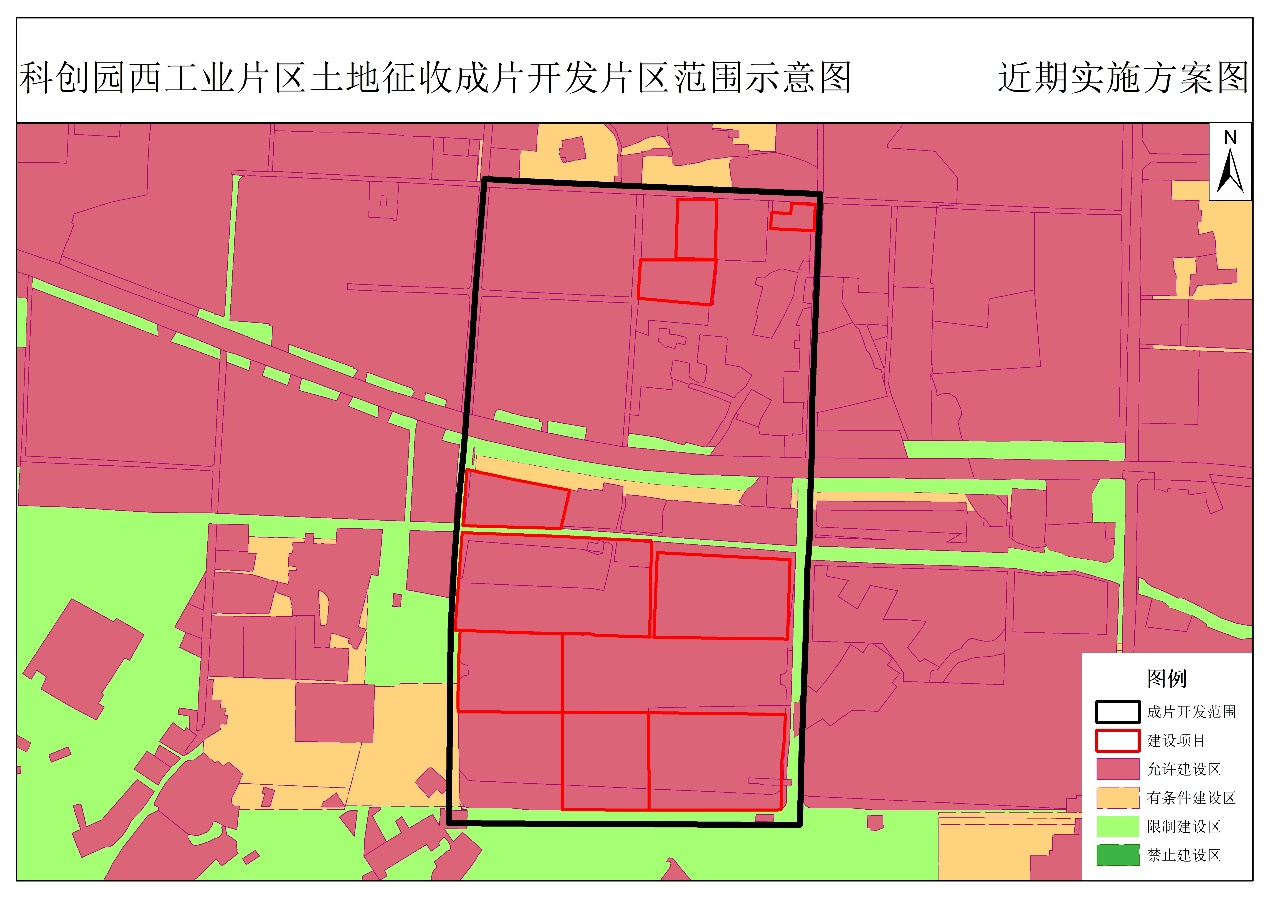 科创园西工业片区土地征收成片开发片区范围示意图 近期实施方案图
N
图例
成片开发范围
建设项目
允许建设区
有条件建设区
限制建设区
禁止建设区